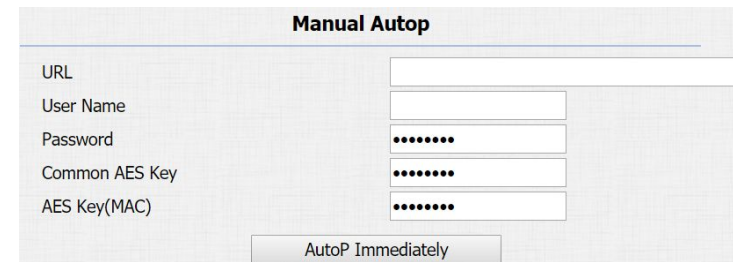 Manual Autop
URL
User Name
Password ••••••••
Common AES Key ••••••••
AES Key(MAC) ••••••••
AutoP Immediately